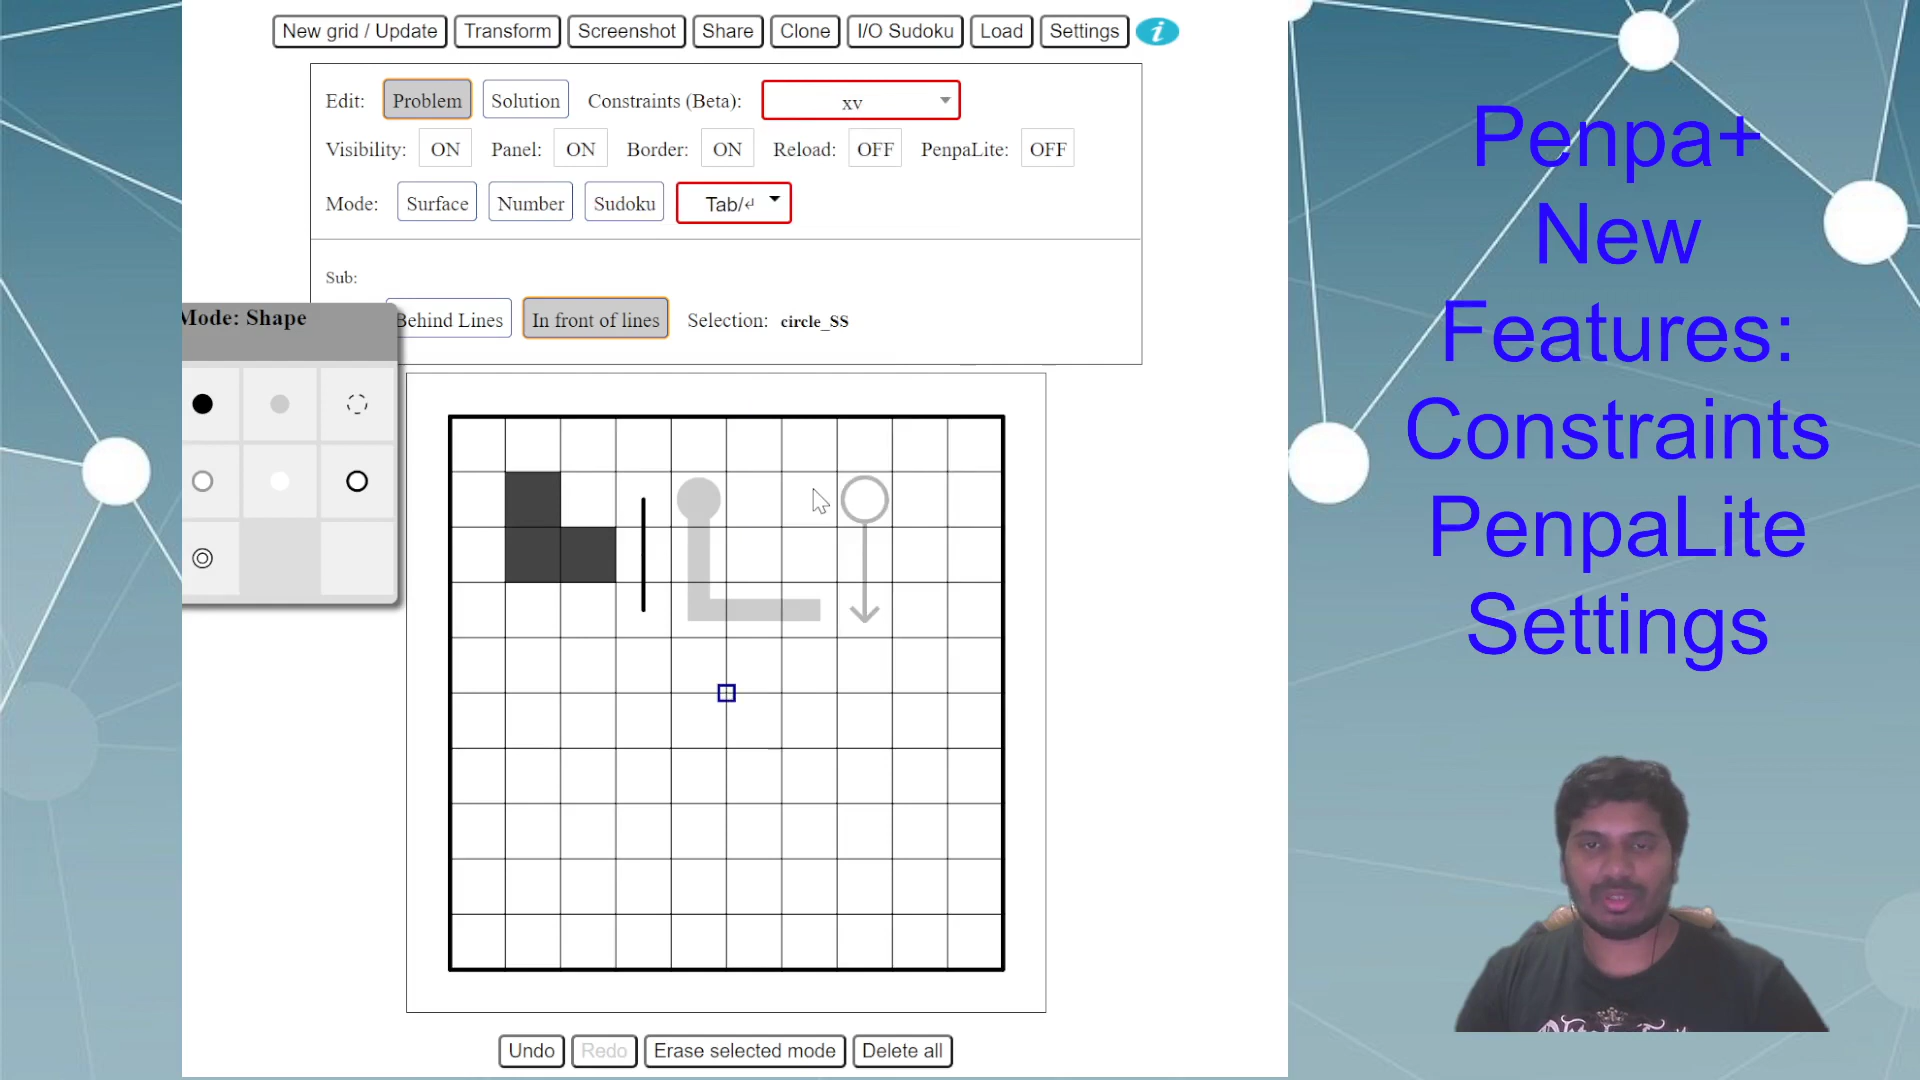 New grid / Update Transform Screenshot Share Clone I/O Sudoku Load Settings i
Edit: Problem Solution Constraints (Beta): xv
Visibility: ON Panel: ON Border: ON Reload: OFF PenpaLite: OFF
Mode: Surface Number Sudoku Tab/↵
Sub:
Behind Lines In front of lines Selection: circle_SS
Mode: Shape
Undo Redo Erase selected mode Delete all
Penpa+
New
Features:
Constraints
PenpaLite
Settings